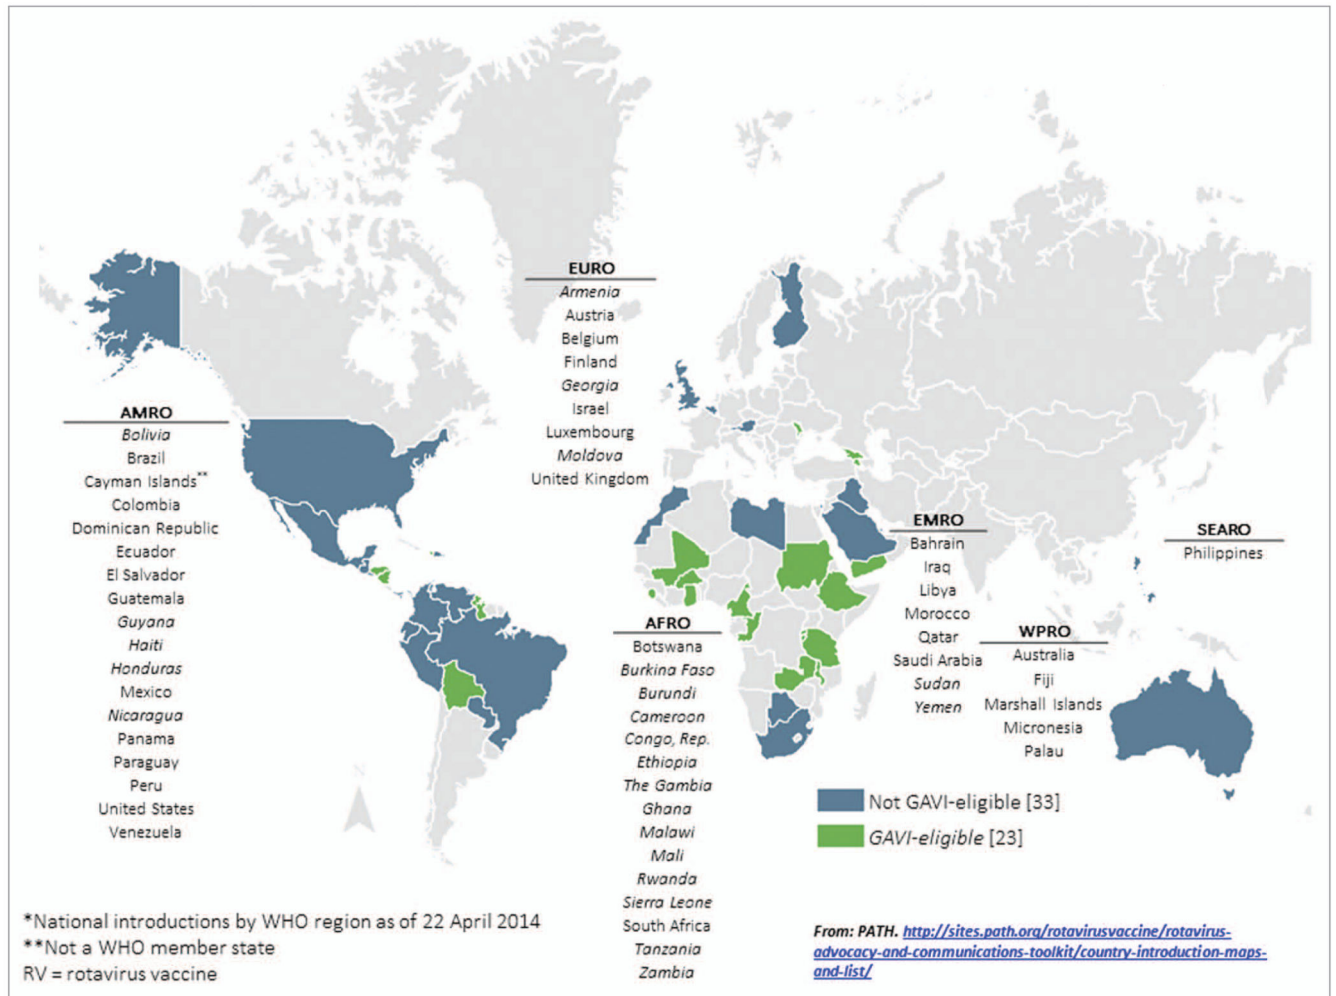 EURO
Armenia
Austria
Belgium
Finland
Georgia
Israel
Luxembourg
Moldova
United Kingdom
AMRO
Bolivia
Brazil
Cayman Islands**
Colombia
Dominican Republic
Ecuador
El Salvador
Guatemala
Guyana
Haiti
Honduras
Mexico
Nicaragua
Panama
Paraguay
Peru
United States
Venezuela
AFRO
Botswana
Burkina Faso
Burundi
Cameroon
Congo, Rep.
Ethiopia
The Gambia
Ghana
Malawi
Mali
Rwanda
Sierra Leone
South Africa
Tanzania
Zambia
EMRO
Bahrain
Iraq
Libya
Morocco
Qatar
Saudi Arabia
Sudan
Yemen
WPRO
Australia
Fiji
Marshall Islands
Micronesia
Palau
SEARO
Philippines
N
Not GAVI-eligible [33]
GAVI-eligible [23]
*National introductions by WHO region as of 22 April 2014
**Not a WHO member state
RV = rotavirus vaccine
From: PATH. http://sites.path.org/rotavirusvaccine/rotavirus-
advocacy-and-communications-toolkit/country-introduction-maps-
and-list/